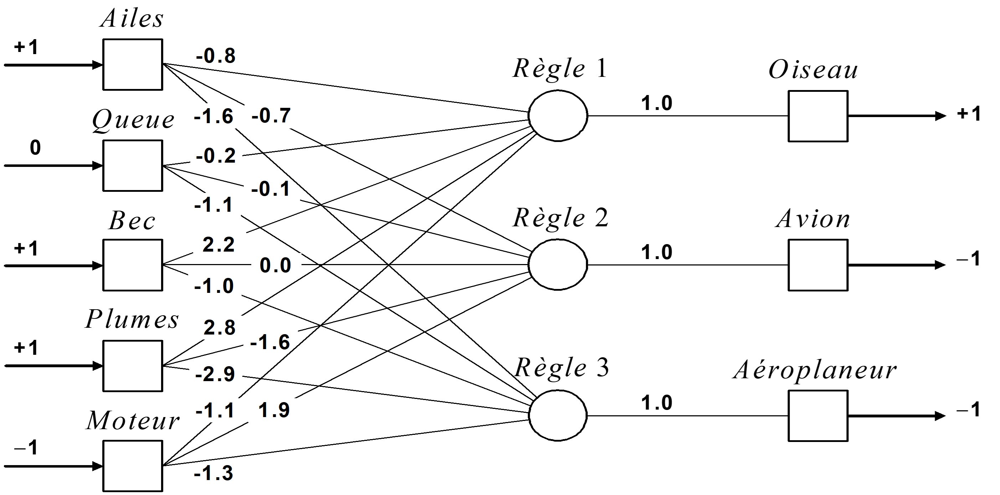 Ailes
+1
-0.8
Règle 1
Oiseau
1.0
+1
-1.6 -0.7
Queue
0
-0.2
-0.1
-1.1
Règle 2
Avion
Bec
+1
2.2
0.0
1.0
−1
-1.0
Plumes
+1
2.8
-1.6
-2.9
Règle 3
Aéroplaneur
1.0
−1
Moteur
-1.1 1.9
−1
-1.3